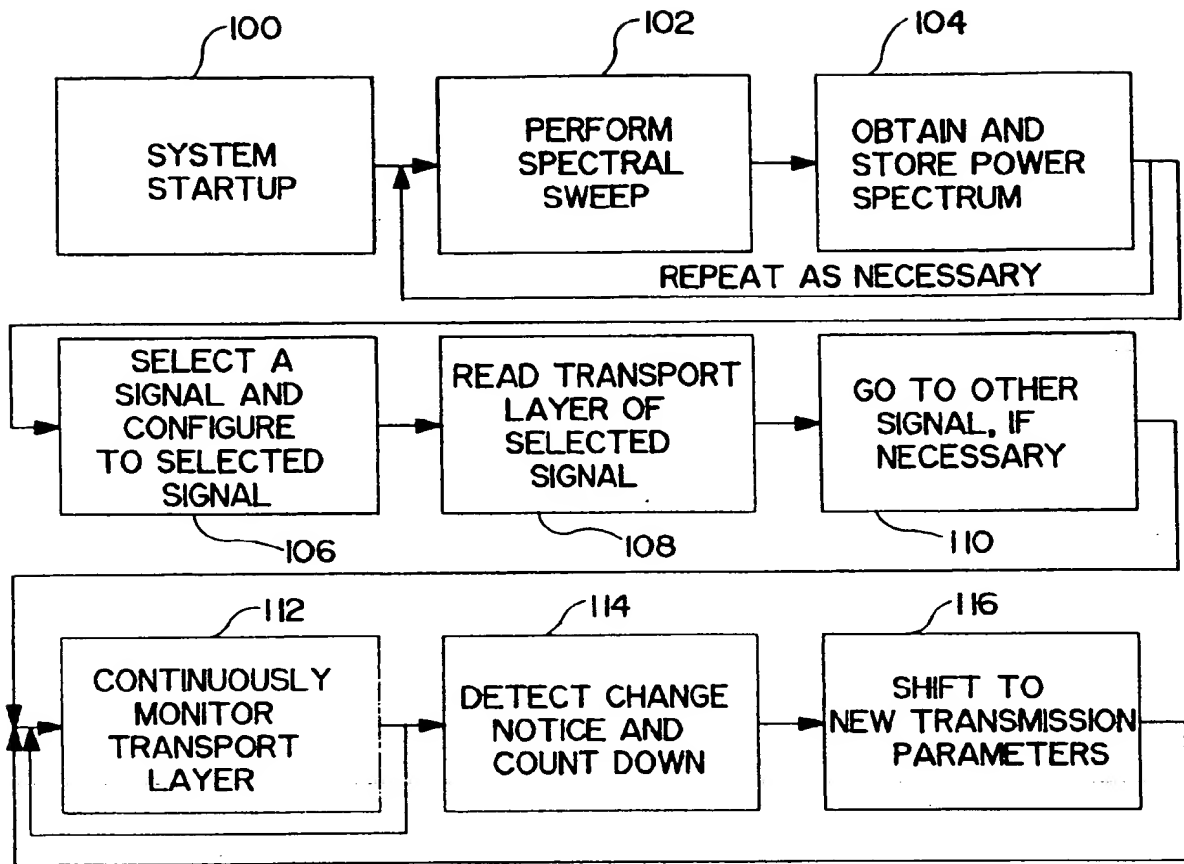 100
102
104
SYSTEM
STARTUP
PERFORM
SPECTRAL
SWEEP
OBTAIN AND
STORE POWER
SPECTRUM
REPEAT AS NECESSARY
SELECT A
SIGNAL AND
CONFIGURE
TO SELECTED
SIGNAL
READ TRANSPORT
LAYER OF
SELECTED
SIGNAL
GO TO OTHER
SIGNAL, IF
NECESSARY
106
108
110
112
114
116
CONTINUOUSLY
MONITOR
TRANSPORT
LAYER
DETECT CHANGE
NOTICE AND
COUNT DOWN
SHIFT TO
NEW TRANSMISSION
PARAMETERS